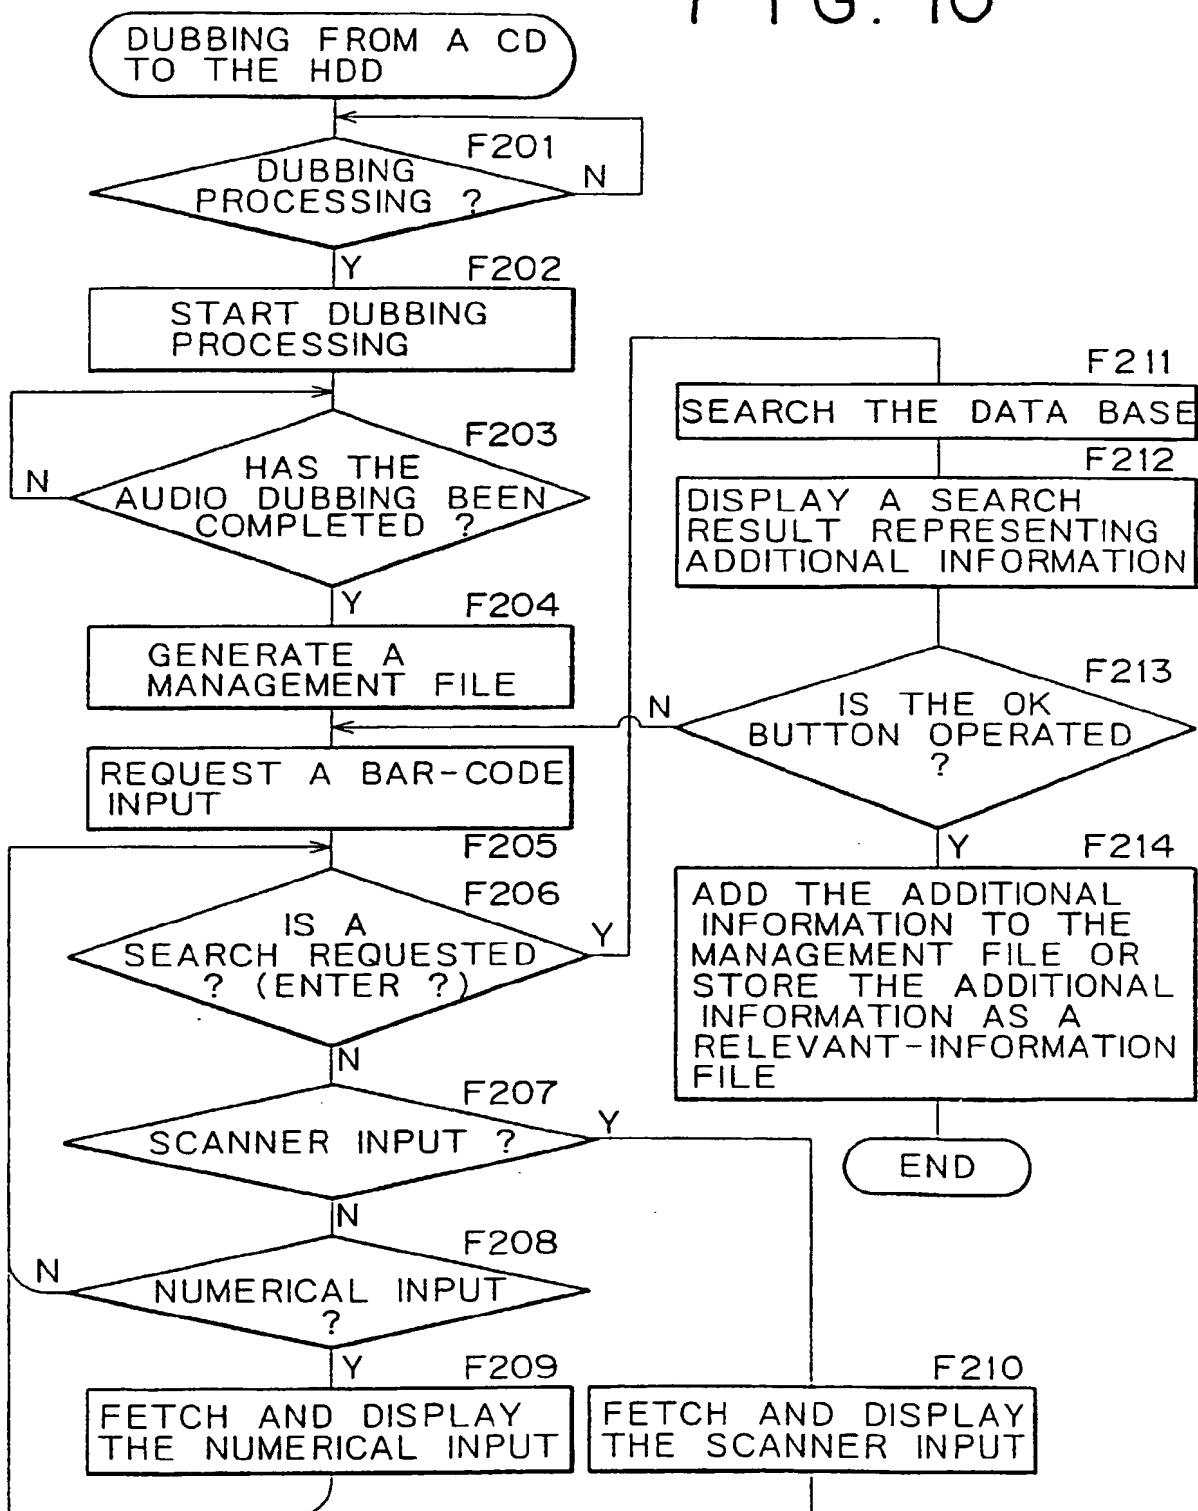 FIG. 10
DUBBING FROM A CD
TO THE HDD
F201
DUBBING
PROCESSING ?
N
Y
F202
START DUBBING
PROCESSING
F203
HAS THE
AUDIO DUBBING BEEN
COMPLETED ?
N
Y
F204
GENERATE A
MANAGEMENT FILE
REQUEST A BAR-CODE
INPUT
F205
F206
IS A
SEARCH REQUESTED
? (ENTER ?)
Y
N
F207
SCANNER INPUT ?
Y
N
F208
NUMERICAL INPUT
?
N
Y
F209
FETCH AND DISPLAY
THE NUMERICAL INPUT
F210
FETCH AND DISPLAY
THE SCANNER INPUT
F211
SEARCH THE DATA BASE
F212
DISPLAY A SEARCH
RESULT REPRESENTING
ADDITIONAL INFORMATION
F213
IS THE OK
BUTTON OPERATED
?
N
Y
F214
ADD THE ADDITIONAL
INFORMATION TO THE
MANAGEMENT FILE OR
STORE THE ADDITIONAL
INFORMATION AS A
RELEVANT-INFORMATION
FILE
END